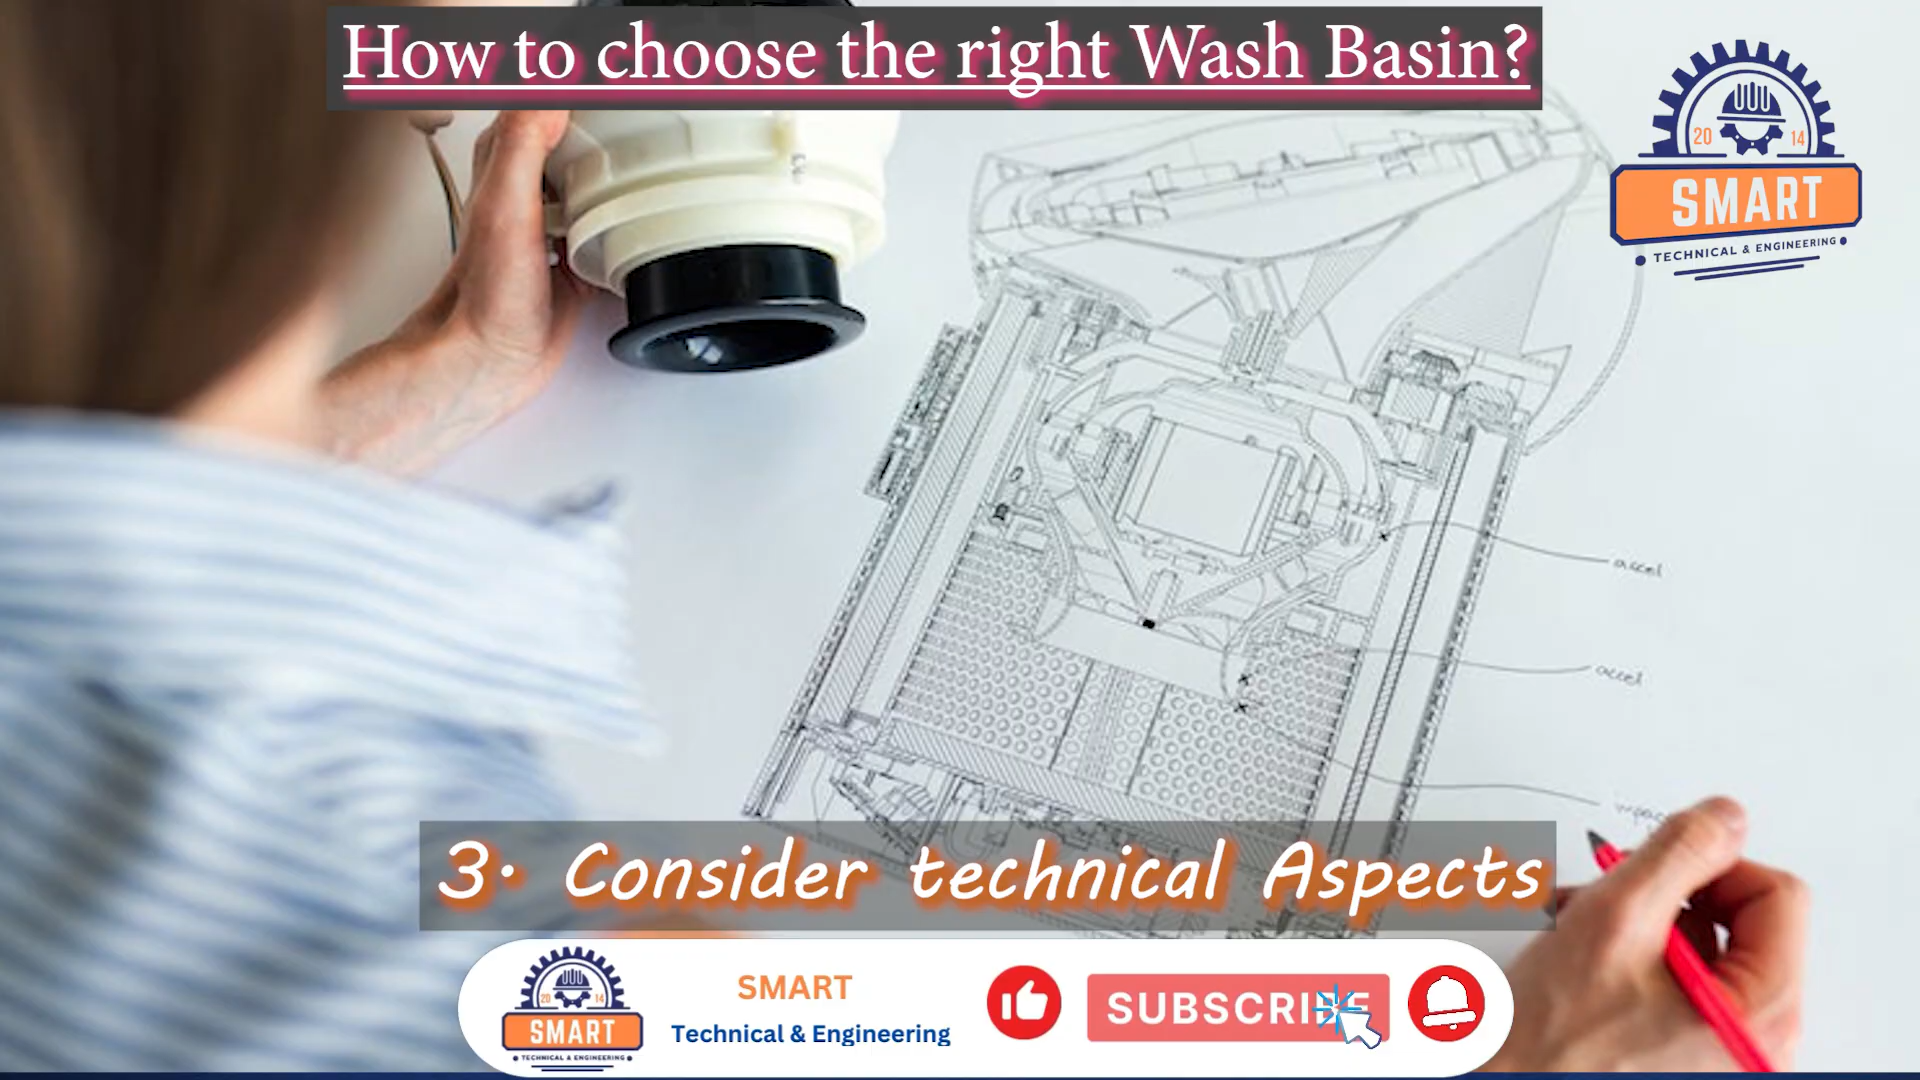 How to choose the right Wash Basin?
20 14
SMART
TECHNICAL & ENGINEERING
accel
accel
3. Consider technical Aspects
20 14
SMART
TECHNICAL & ENGINEERING
SMART
Technical & Engineering
SUBSCRIBE